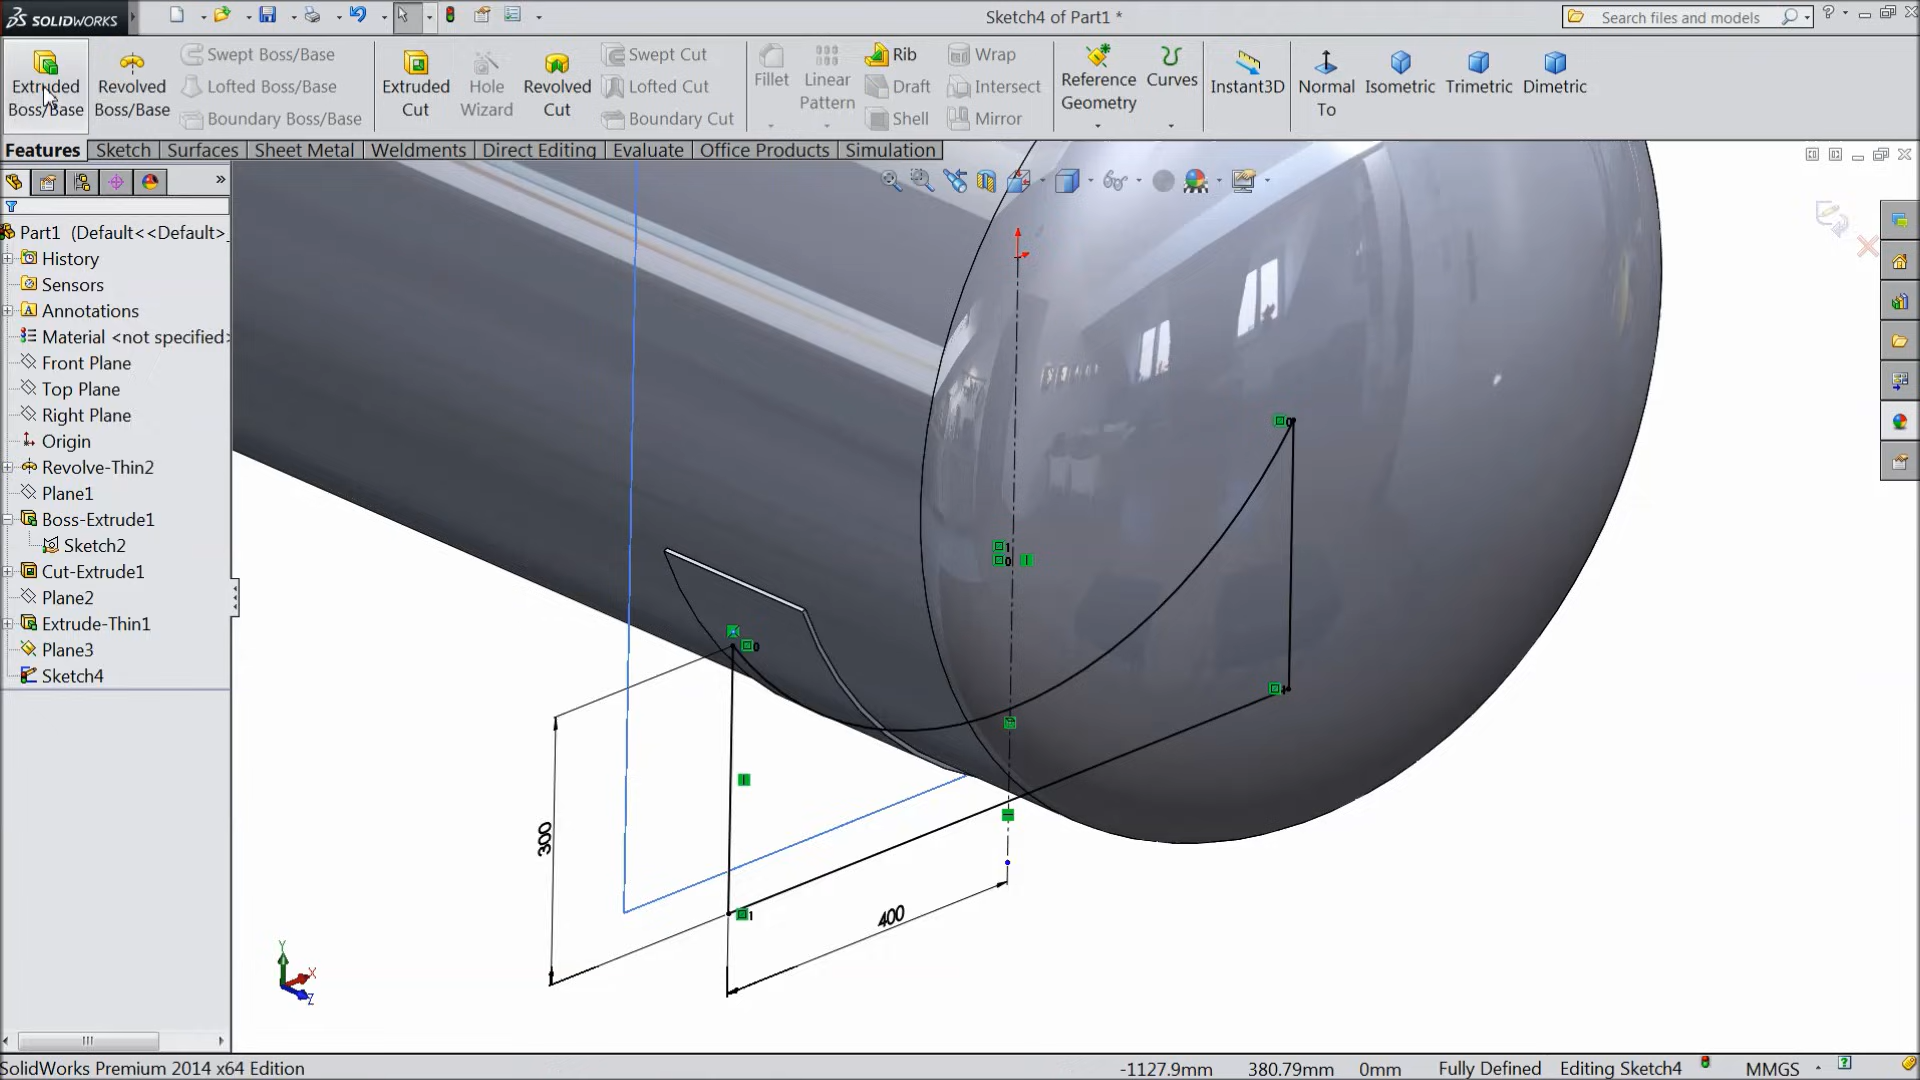 SOLIDWORKS
Sketch4 of Part1 *
Search files and models
Extruded Boss/Base
Revolved Boss/Base
Swept Boss/Base
Lofted Boss/Base
Boundary Boss/Base
Extruded Cut
Hole Wizard
Revolved Cut
Swept Cut
Lofted Cut
Boundary Cut
Fillet
Linear Pattern
Rib
Draft
Shell
Wrap
Intersect
Mirror
Reference Geometry
Curves
Instant3D
Normal To
Isometric
Trimetric
Dimetric
Features
Sketch
Surfaces
Sheet Metal
Weldments
Direct Editing
Evaluate
Office Products
Simulation
Part1 (Default<<Default>_
History
Sensors
Annotations
Material <not specified>
Front Plane
Top Plane
Right Plane
Origin
Revolve-Thin2
Plane1
Boss-Extrude1
Sketch2
Cut-Extrude1
Plane2
Extrude-Thin1
Plane3
Sketch4
300
400
Y
X
Z
SolidWorks Premium 2014 x64 Edition
-1127.9mm
380.79mm
0mm
Fully Defined
Editing Sketch4
MMGS